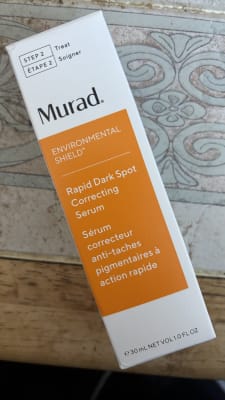 STEP 2 Treat
ÉTAPE 2 Soigner
Murad.
ENVIRONMENTAL
SHIELD™
Rapid Dark Spot
Correcting
Serum
Sérum
correcteur
anti-taches
pigmentaires à
action rapide
℮ 30 mL NET VOL 1.0 FL OZ